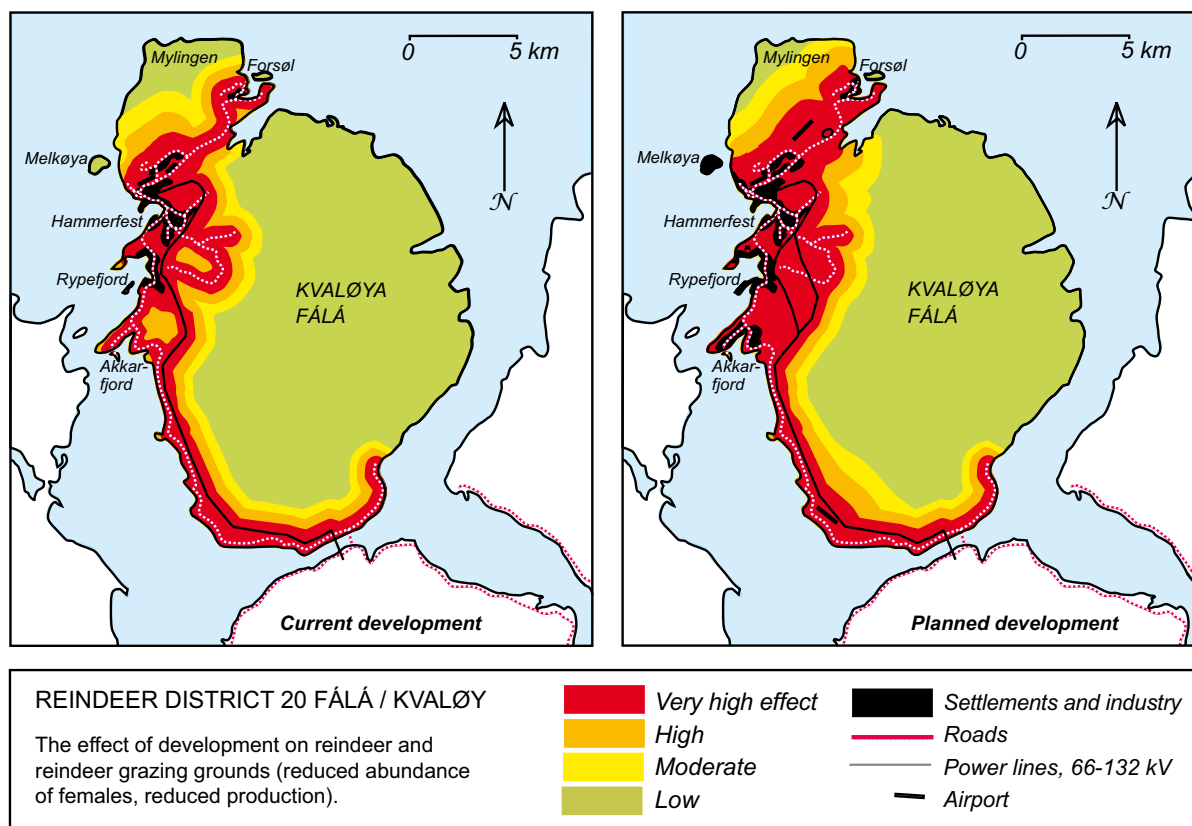 Mylingen
Forsøl
0 5 km
Melkøya
N
Hammerfest
Rypefjord
KVALØYA
FÁLÁ
Akkar-
fjord
Current development
Mylingen
Forsøl
0 5 km
Melkøya
N
Hammerfest
Rypefjord
KVALØYA
FÁLÁ
Akkar-
fjord
Planned development
REINDEER DISTRICT 20 FÁLÁ / KVALØY
The effect of development on reindeer and
reindeer grazing grounds (reduced abundance
of females, reduced production).
Very high effect
High
Moderate
Low
Settlements and industry
Roads
Power lines, 66-132 kV
Airport